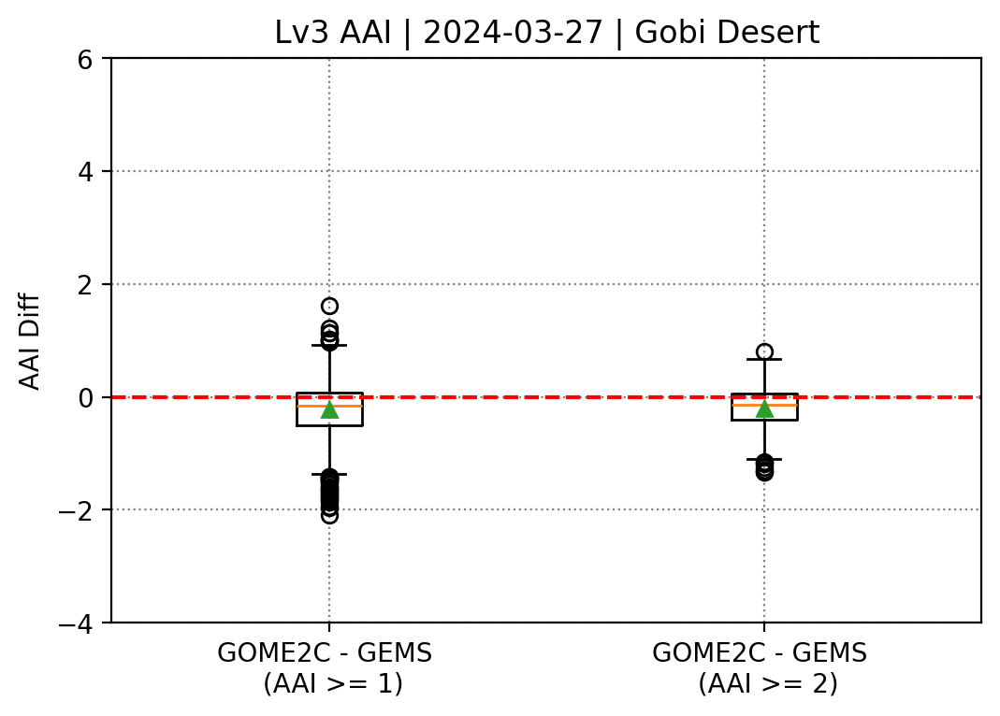 Lv3 AAI | 2024-03-27 | Gobi Desert
6
4
2
0
−2
−4
AAI Diff
GOME2C - GEMS
(AAI >= 1)
GOME2C - GEMS
(AAI >= 2)